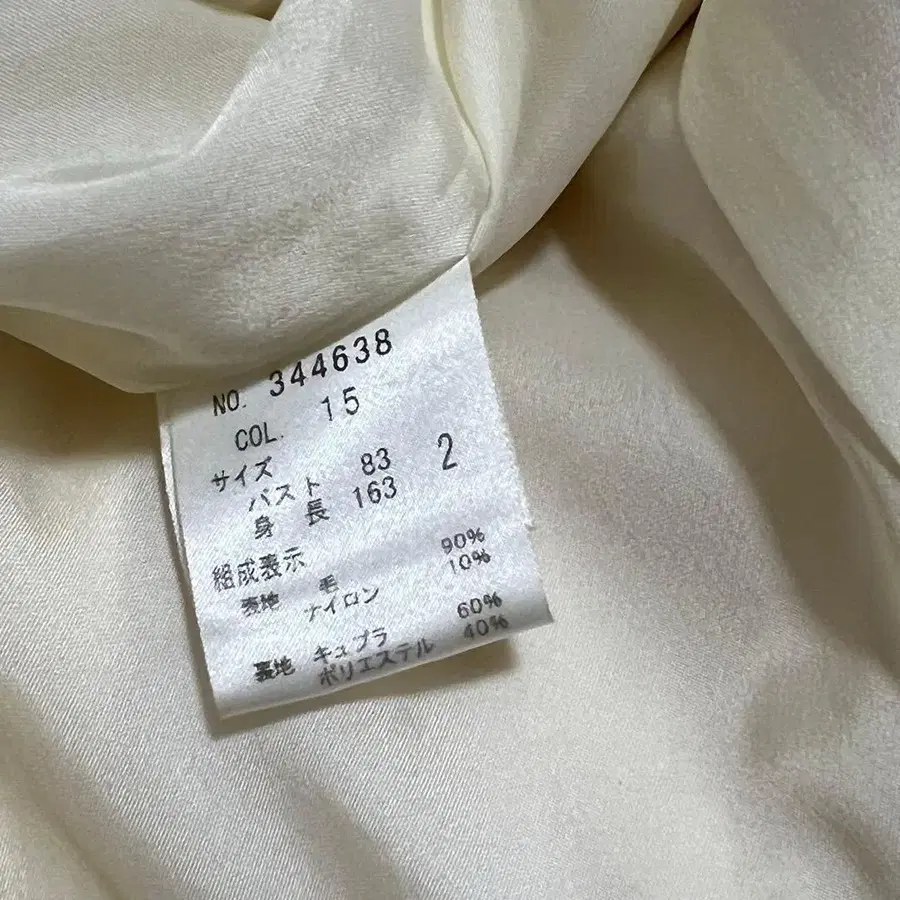 NO. 344638
COL. 15
サイズ 2
バスト 83
身長 163
組成表示
表地 毛 90%
ナイロン 10%
裏地 キュプラ 60%
ポリエステル 40%